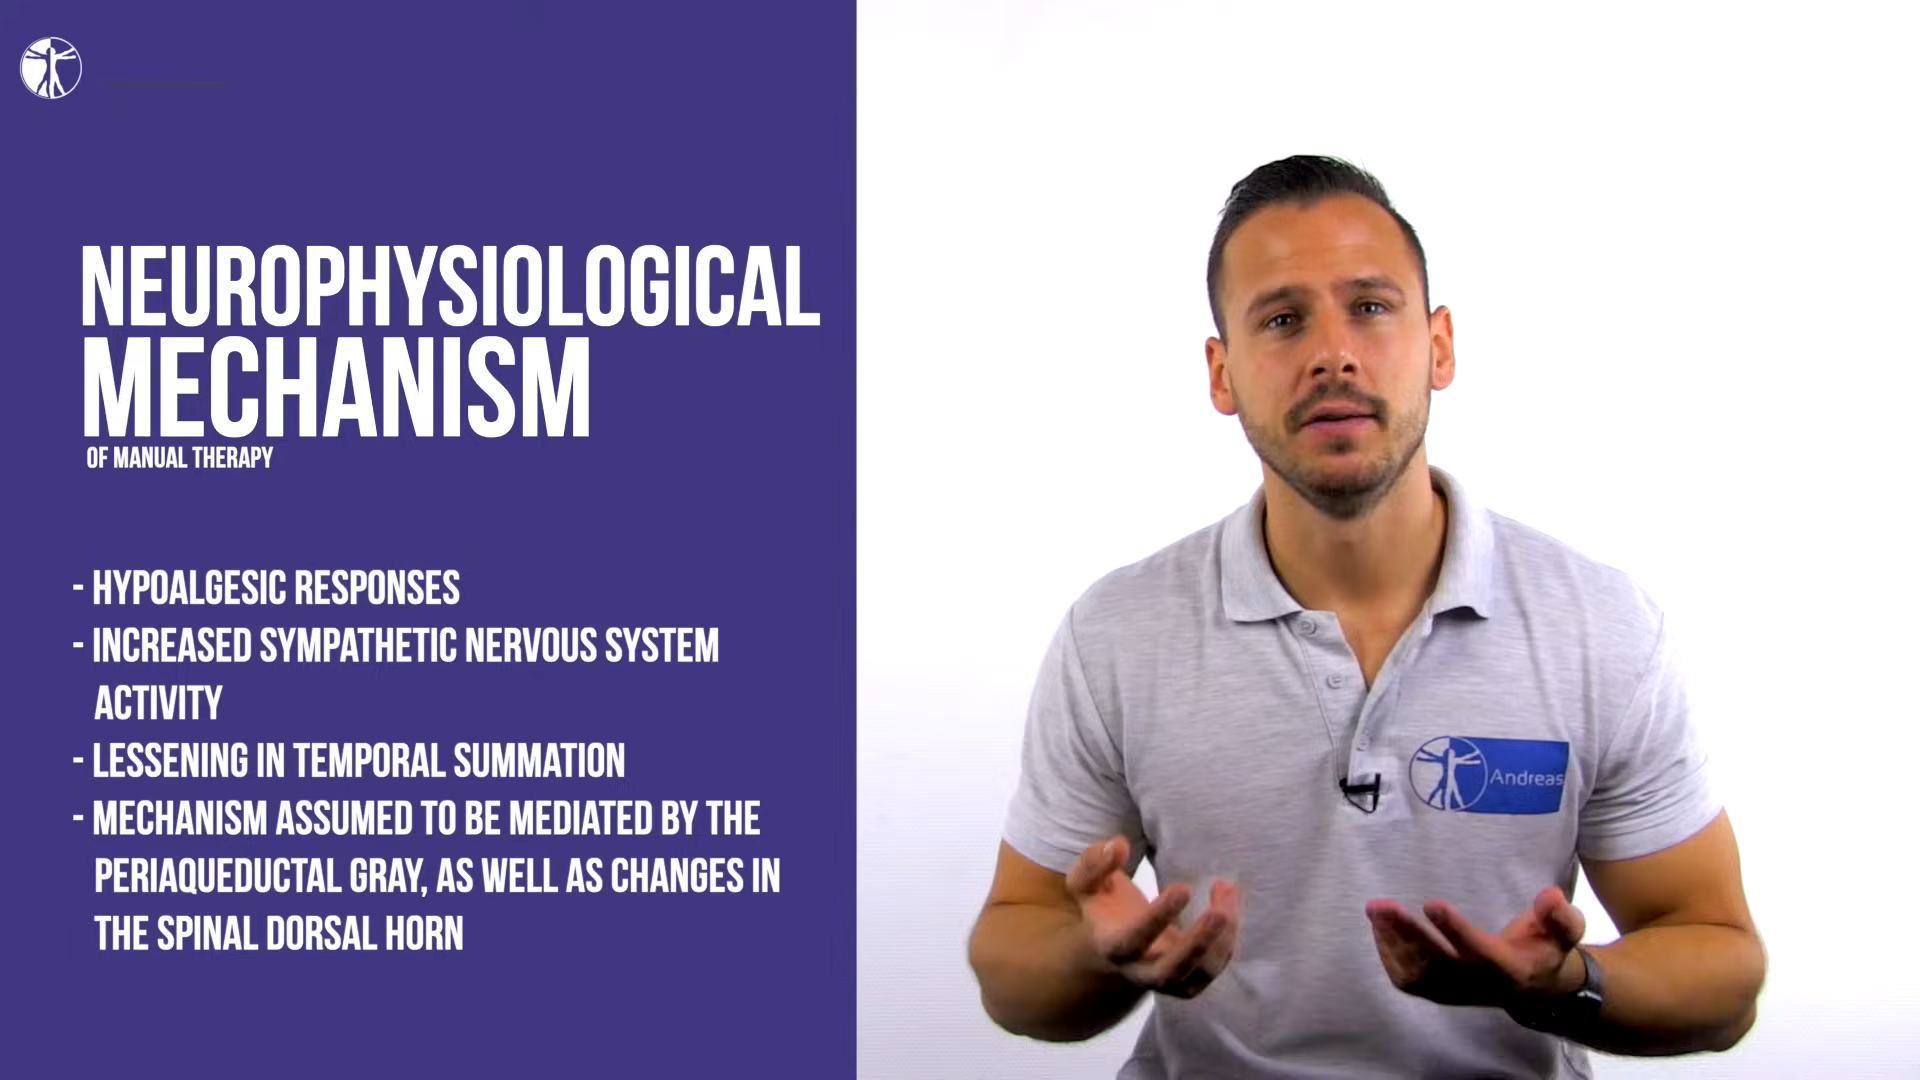 NEUROPHYSIOLOGICAL
MECHANISM
OF MANUAL THERAPY
- HYPOALGESIC RESPONSES
- INCREASED SYMPATHETIC NERVOUS SYSTEM
ACTIVITY
- LESSENING IN TEMPORAL SUMMATION
- MECHANISM ASSUMED TO BE MEDIATED BY THE
PERIAQUEDUCTAL GRAY, AS WELL AS CHANGES IN
THE SPINAL DORSAL HORN
Andreas